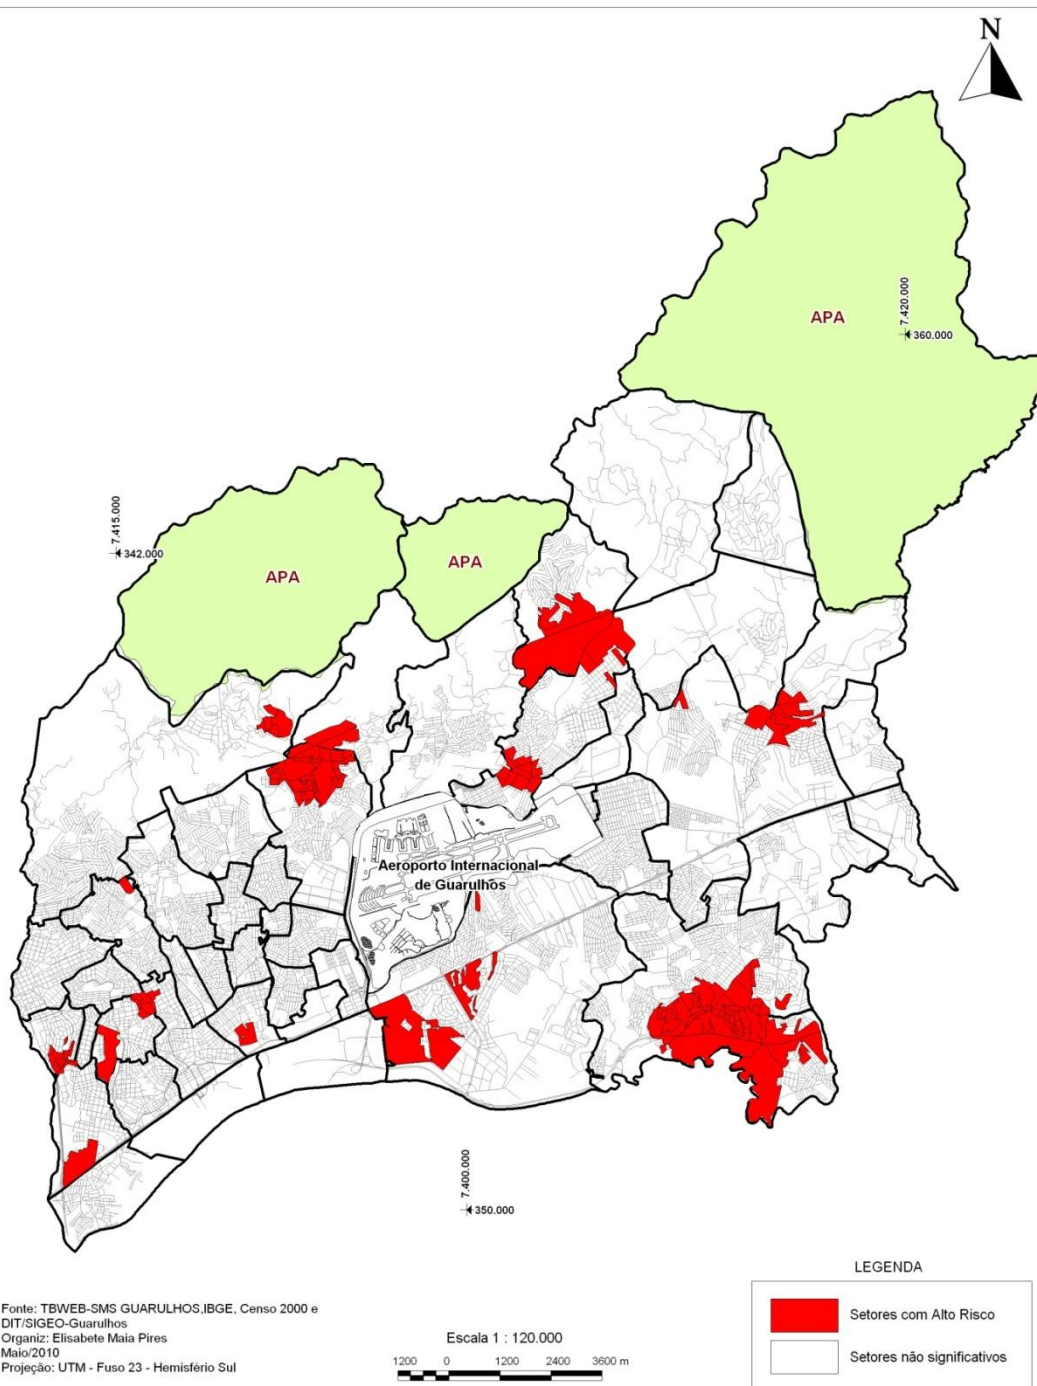 N
APA
7.420.000
360.000
7.415.000
342.000
APA
APA
Aeroporto Internacional
de Guarulhos
7.400.000
350.000
LEGENDA
Setores com Alto Risco
Setores não significativos
Fonte: TBWEB-SMS GUARULHOS,IBGE, Censo 2000 e
DIT/SIGEO-Guarulhos
Organiz: Elisabete Maia Pires
Maio/2010
Projeção: UTM - Fuso 23 - Hemisfério Sul
Escala 1 : 120.000
1200 0 1200 2400 3600 m